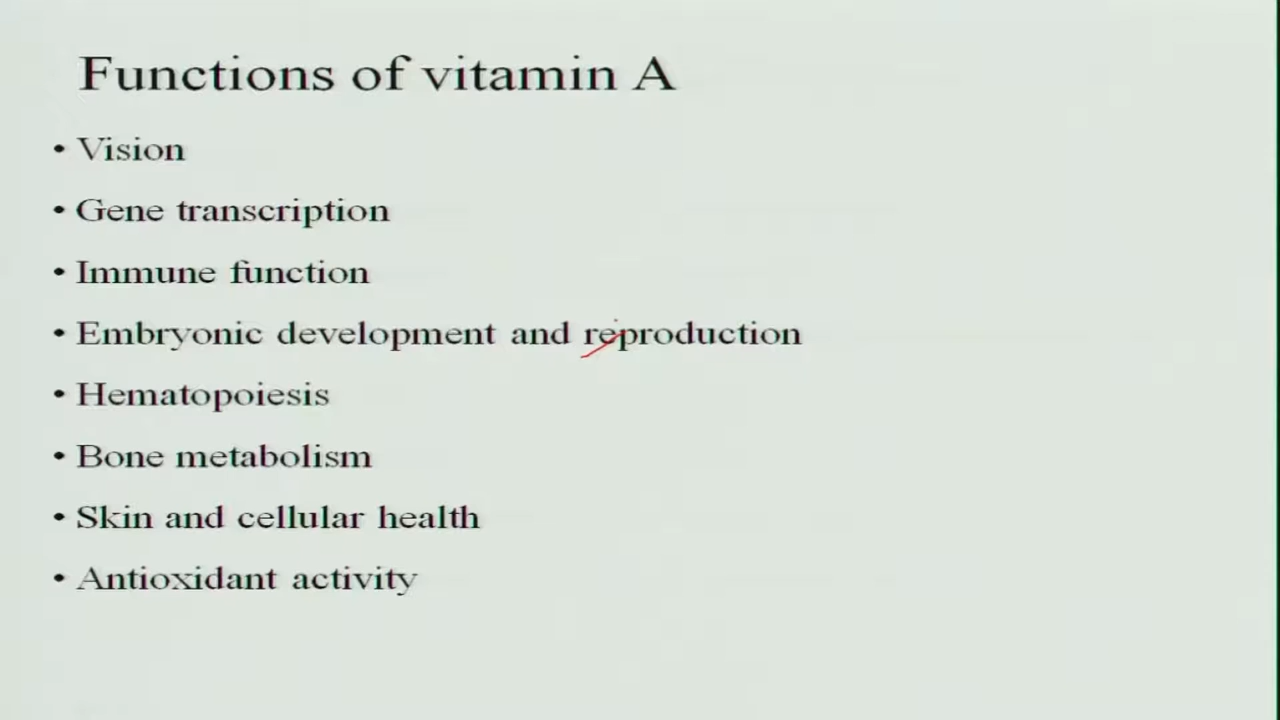 Functions of vitamin A
• Vision
• Gene transcription
• Immune function
• Embryonic development and reproduction
• Hematopoiesis
• Bone metabolism
• Skin and cellular health
• Antioxidant activity